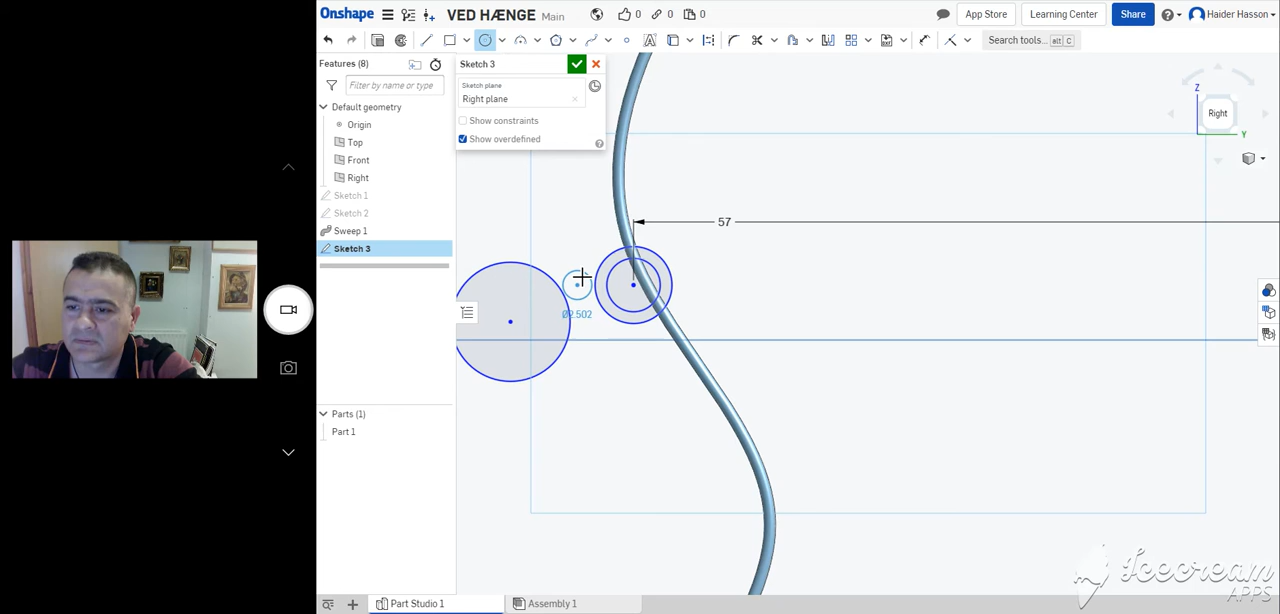 Onshape
VED HÆNGE Main
0
0
0
App Store
Learning Center
Share
Haider Hasson
Search tools... alt C
Features (8)
Filter by name or type
Default geometry
Origin
Top
Front
Right
Sketch 1
Sketch 2
Sweep 1
Sketch 3
Parts (1)
Part 1
Sketch 3
Sketch plane
Right plane
Show constraints
Show overdefined
57
Ø2.502
Z
Right
Y
Part Studio 1
Assembly 1
Icecream
APPS